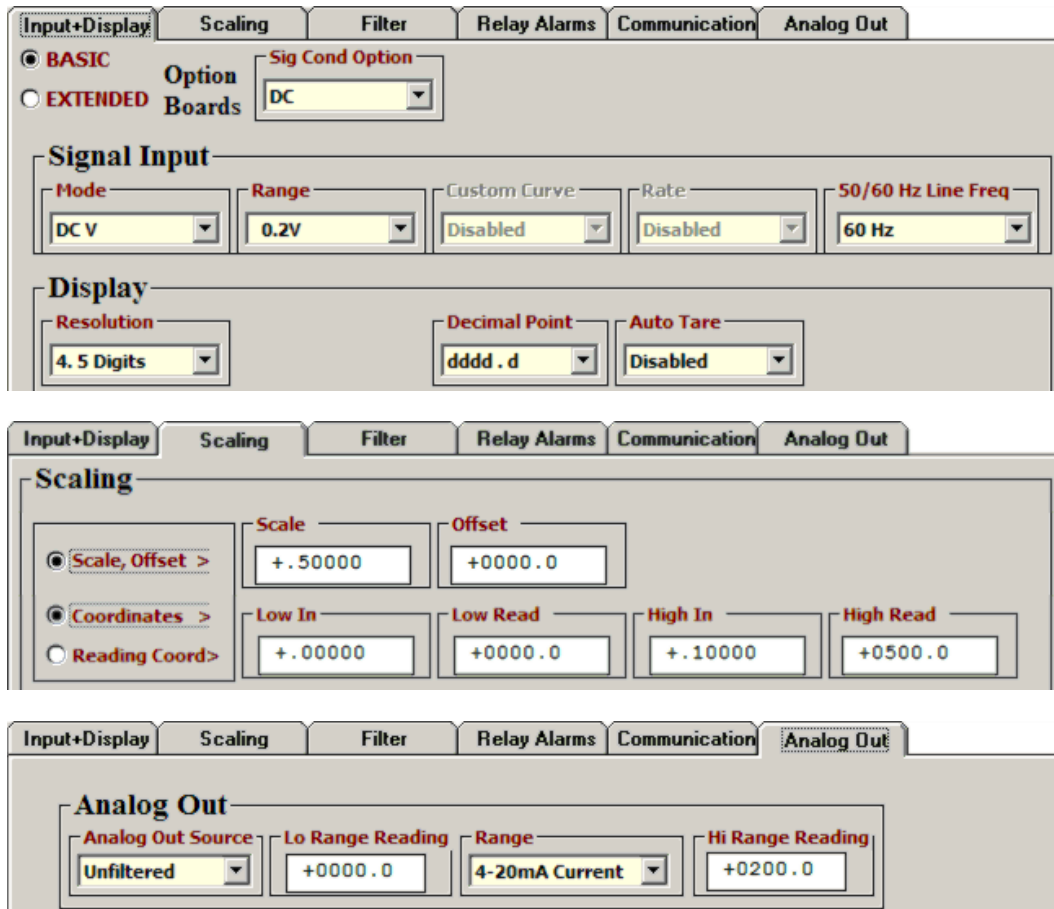 Input+Display Scaling Filter Relay Alarms Communication Analog Out
BASIC
EXTENDED
Option Boards
Sig Cond Option
DC
Signal Input
Mode Range Custom Curve Rate 50/60 Hz Line Freq
DC V 0.2V Disabled Disabled 60 Hz
Display
Resolution Decimal Point Auto Tare
4. 5 Digits dddd . d Disabled
Input+Display Scaling Filter Relay Alarms Communication Analog Out
Scaling
Scale Offset
Scale, Offset > +.50000 +0000.0
Low In Low Read High In High Read
Coordinates >
Reading Coord> +.00000 +0000.0 +.10000 +0500.0
Input+Display Scaling Filter Relay Alarms Communication Analog Out
Analog Out
Analog Out Source Lo Range Reading Range Hi Range Reading
Unfiltered +0000.0 4-20mA Current +0200.0